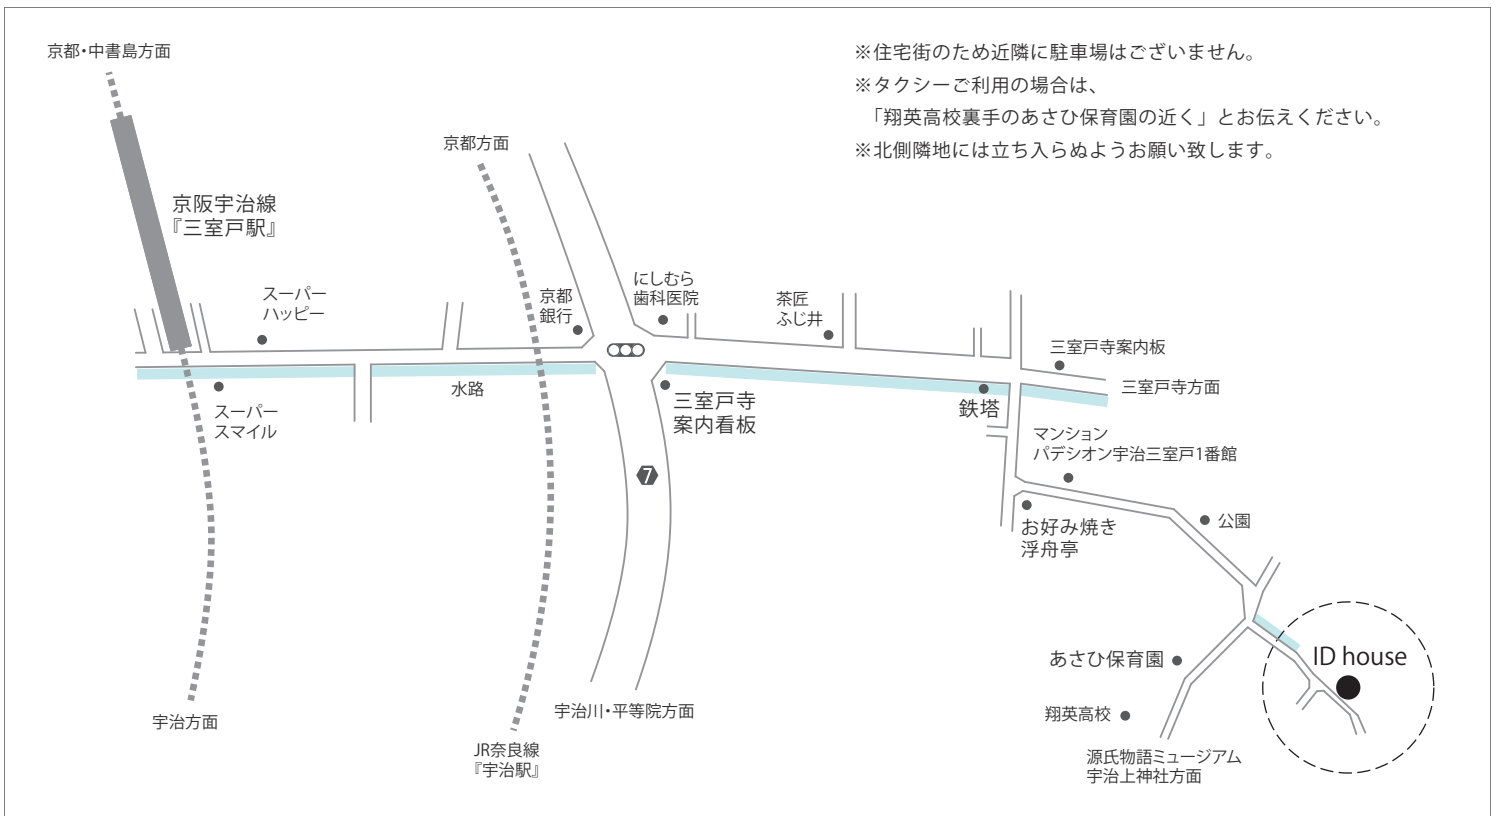 京都・中書島方面
※住宅街のため近隣に駐車場はございません。
※タクシーご利用の場合は、
「翔英高校裏手のあさひ保育園の近く」とお伝えください。
※北側隣地には立ち入らぬようお願い致します。
京都方面
京阪宇治線
『三室戸駅』
スーパー
ハッピー
京都
銀行
にしむら
歯科医院
茶匠
ふじ井
三室戸寺案内板
三室戸寺方面
水路
スーパー
スマイル
三室戸寺
案内看板
鉄塔
マンション
パデシオン宇治三室戸1番館
7
お好み焼き
浮舟亭
公園
あさひ保育園
ID house
翔英高校
宇治方面
宇治川・平等院方面
JR奈良線
『宇治駅』
源氏物語ミュージアム
宇治上神社方面